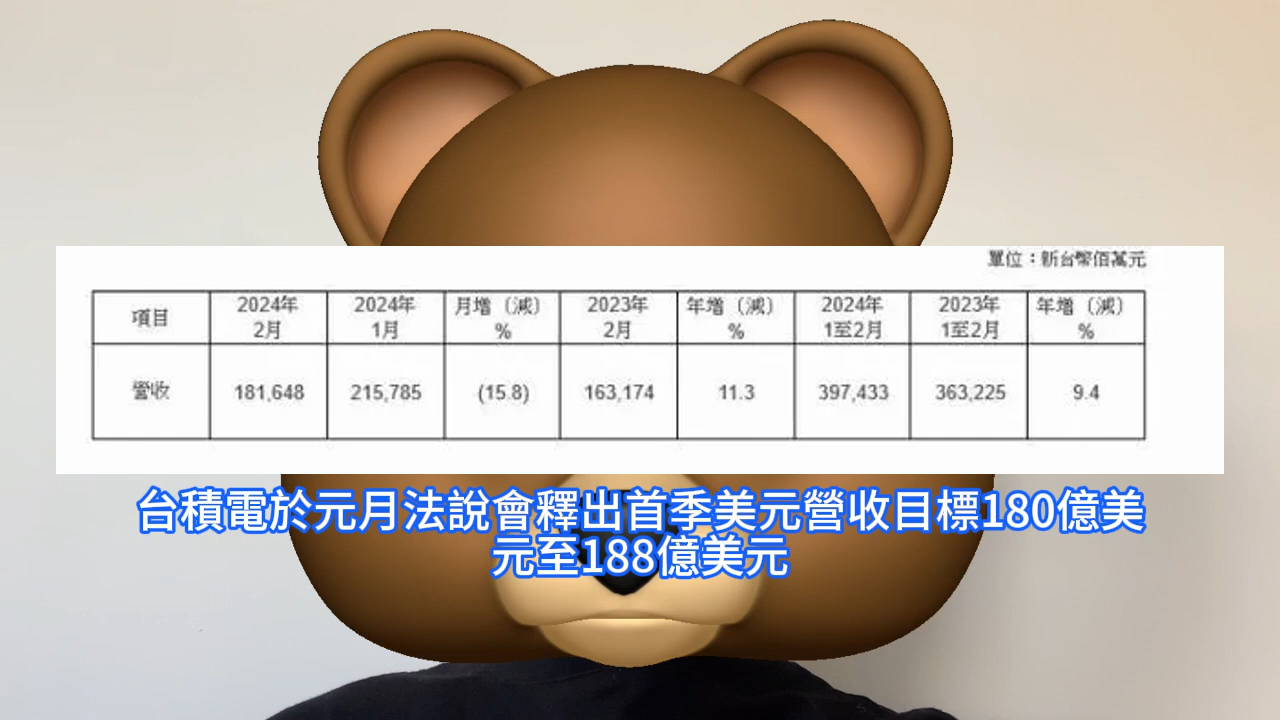 單位：新台幣佰萬元
項目 2024年 2月 2024年 1月 月增（減） % 2023年 2月 年增（減） % 2024年 1至2月 2023年 1至2月 年增（減） %
營收 181,648 215,785 (15.8) 163,174 11.3 397,433 363,225 9.4
台積電於元月法說會釋出首季美元營收目標180億美
元至188億美元